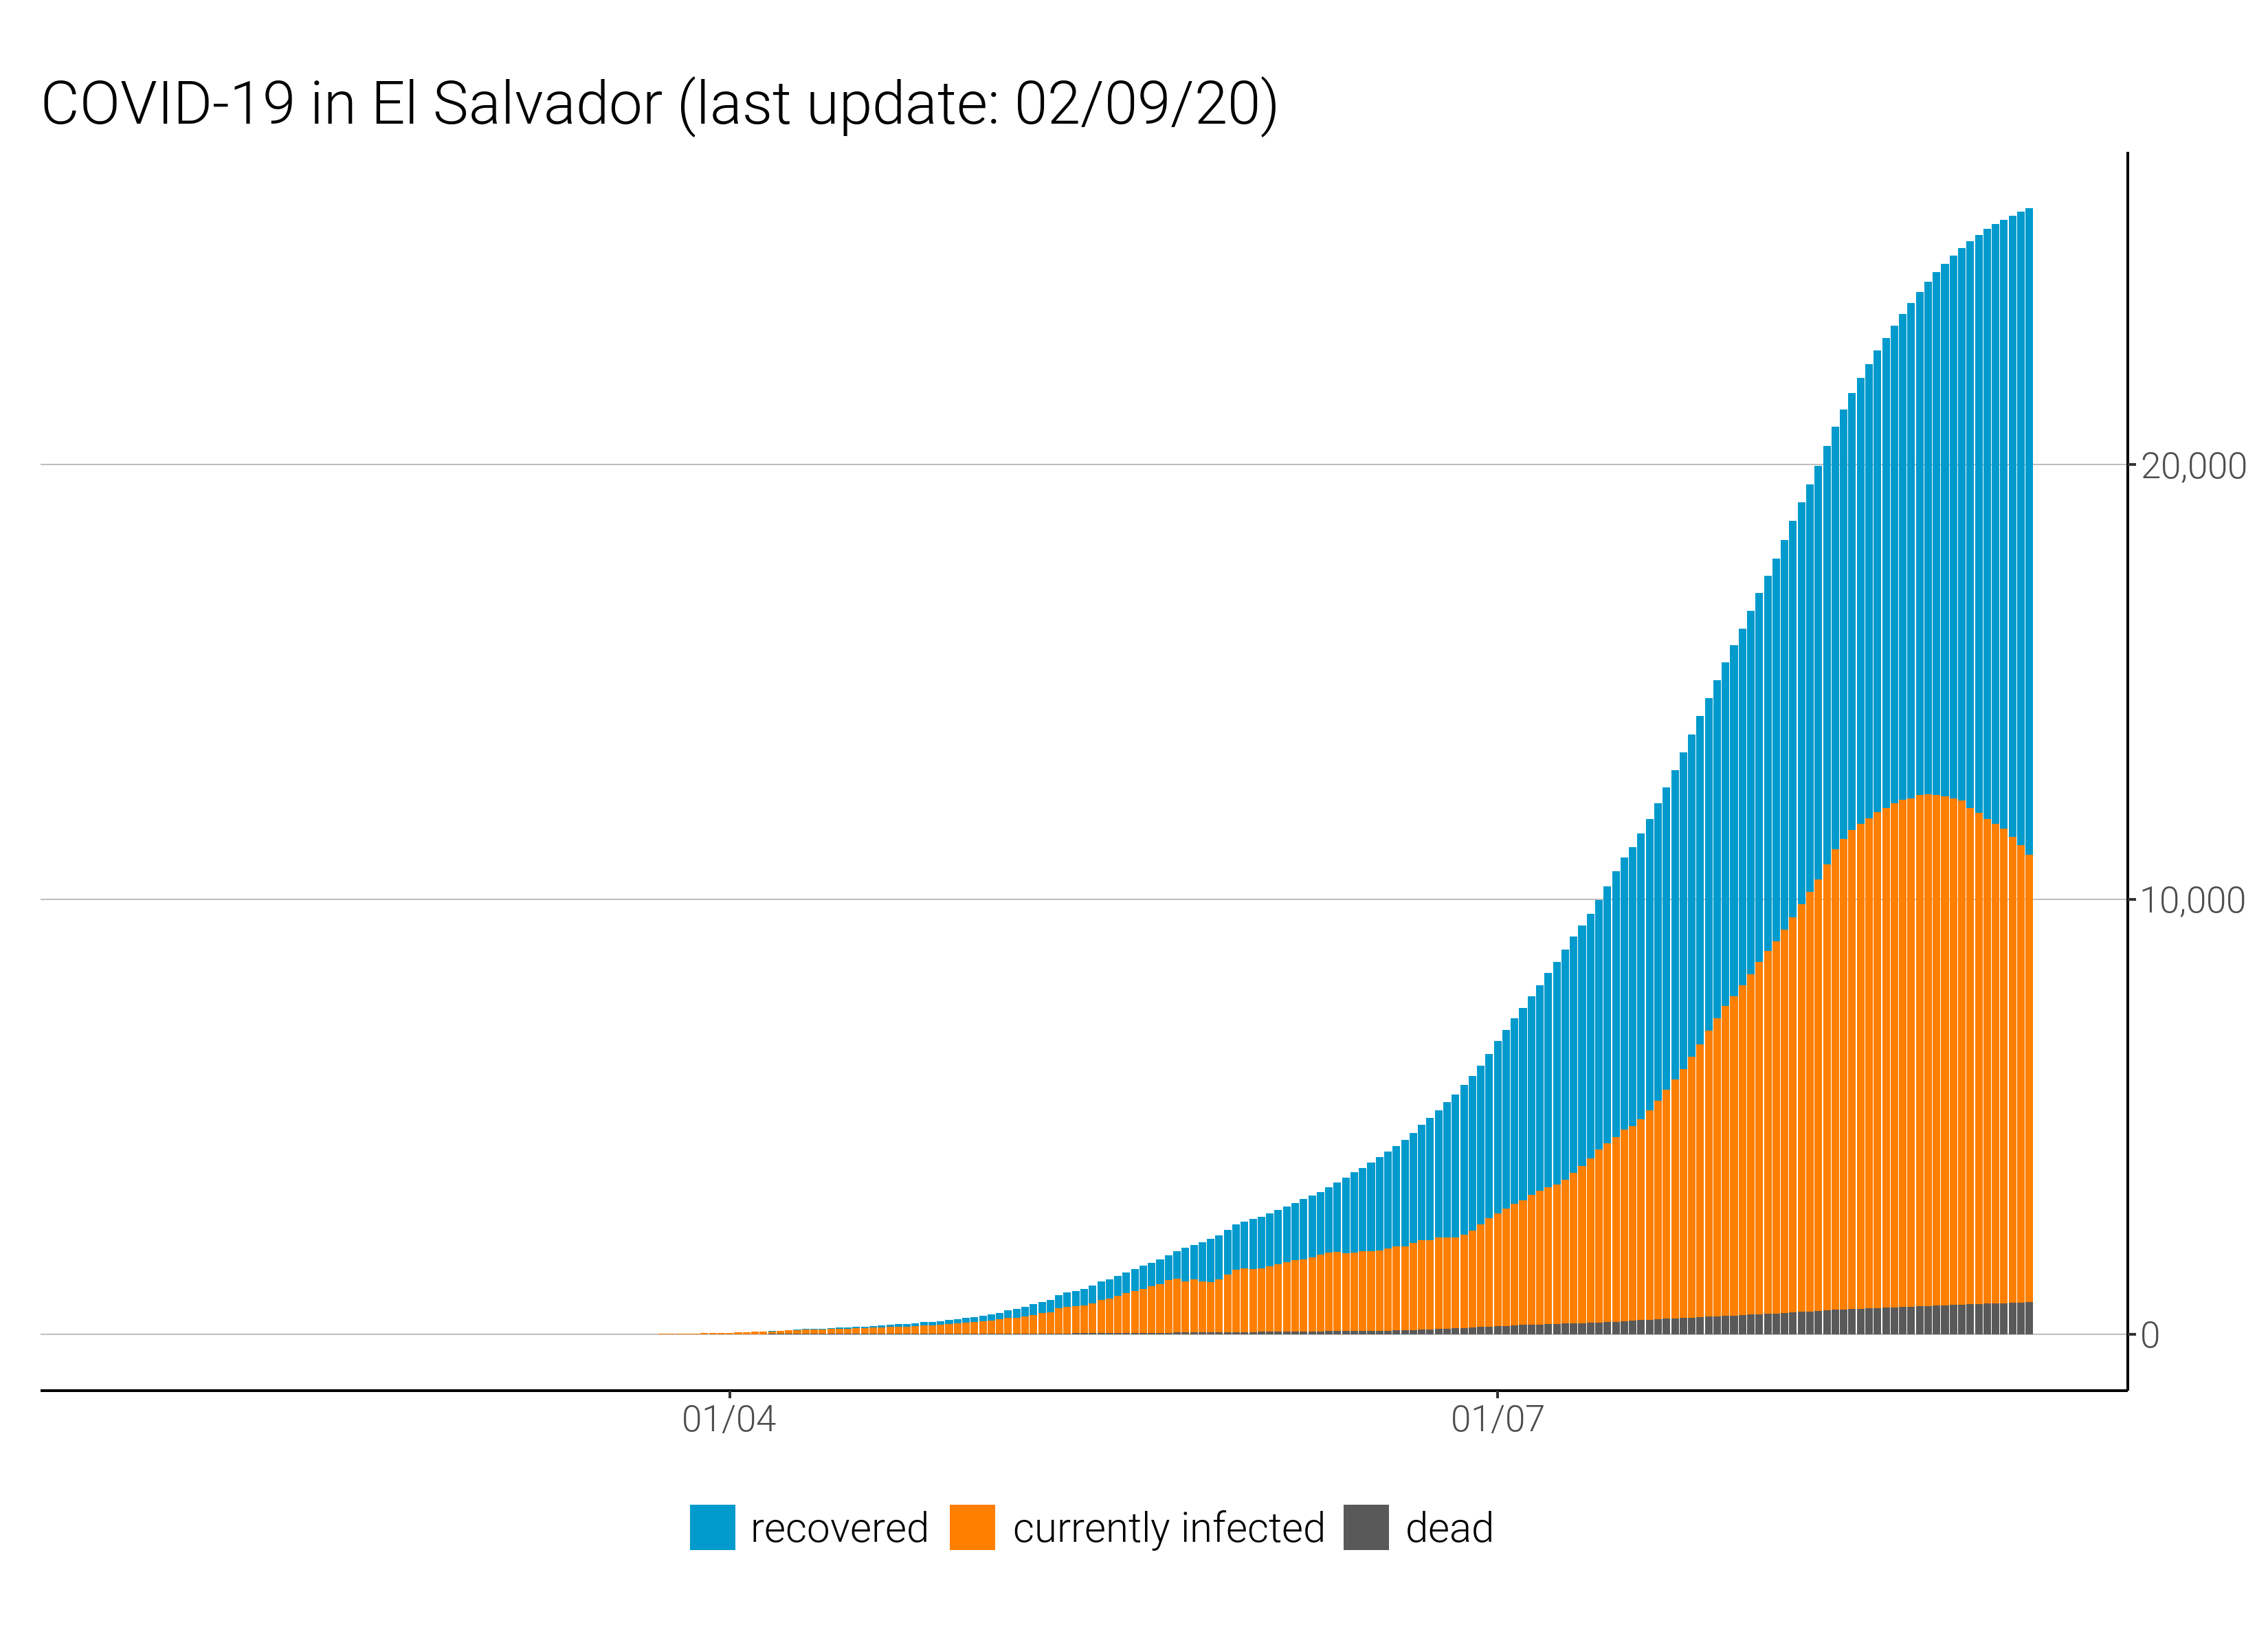 COVID-19 in El Salvador (last update: 02/09/20)
20,000
10,000
0
01/04 01/07
recovered currently infected dead